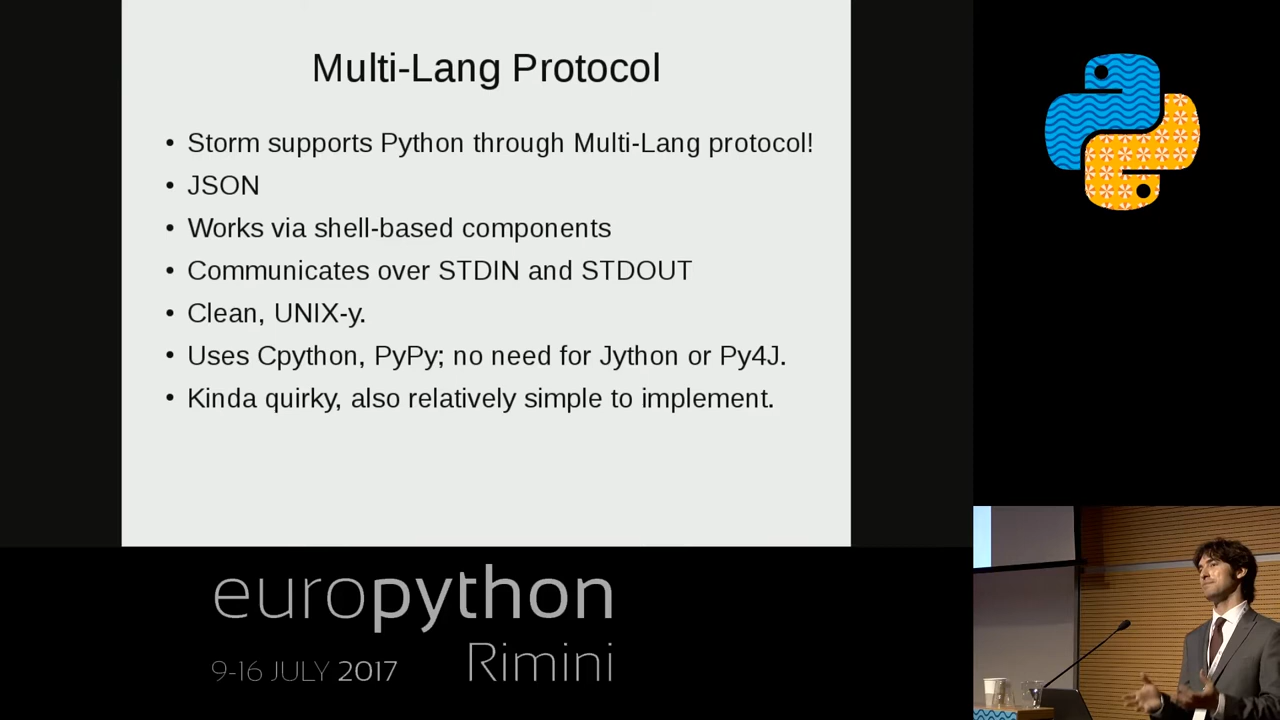 Multi-Lang Protocol
• Storm supports Python through Multi-Lang protocol!
• JSON
• Works via shell-based components
• Communicates over STDIN and STDOUT
• Clean, UNIX-y.
• Uses Cpython, PyPy; no need for Jython or Py4J.
• Kinda quirky, also relatively simple to implement.
europython
9-16 JULY 2017 Rimini